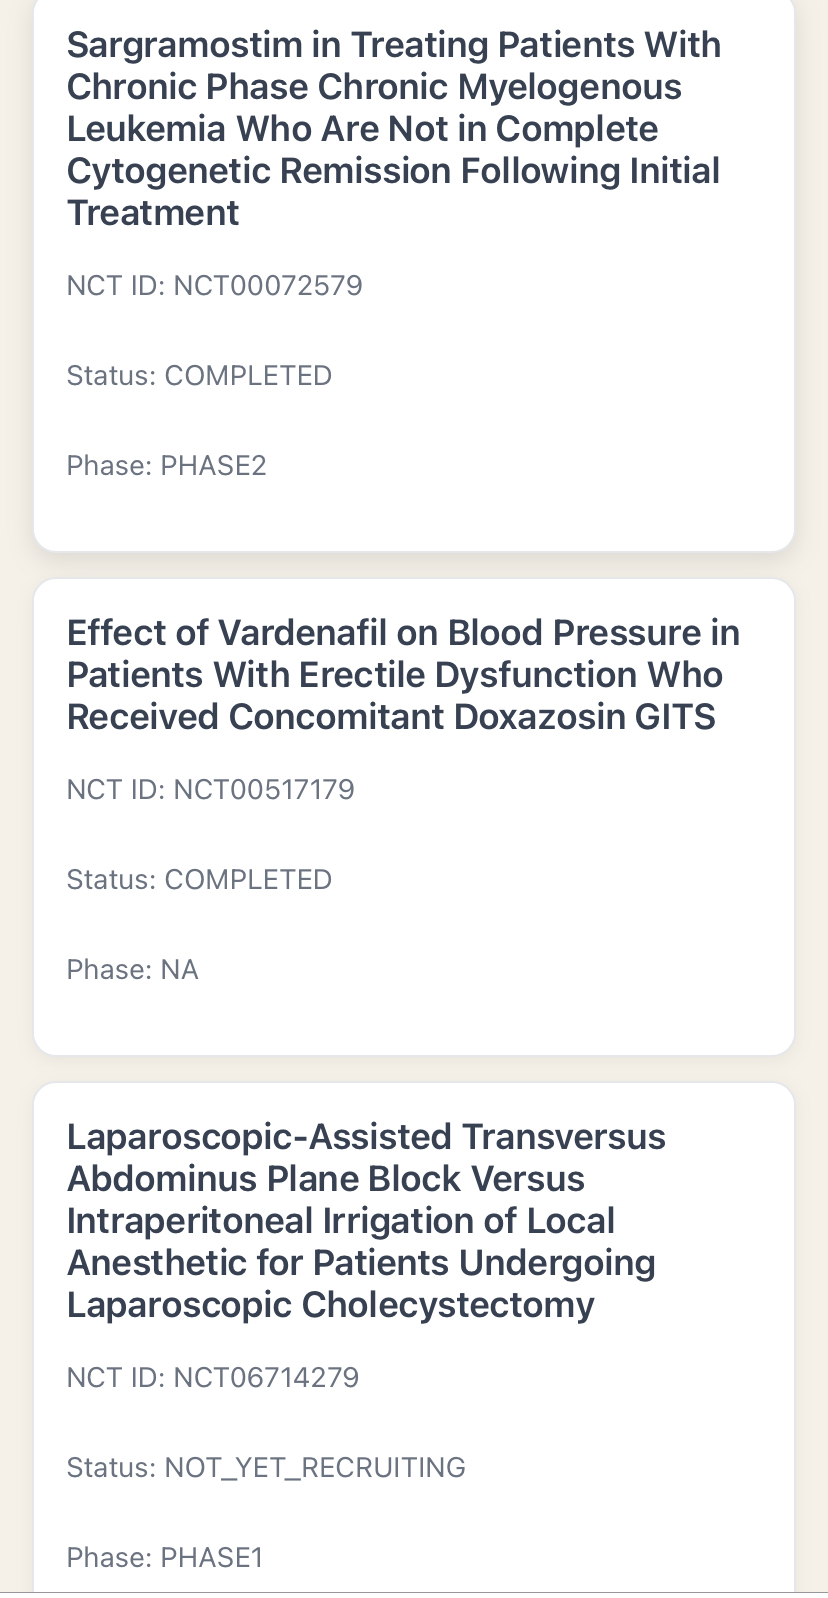 Sargramostim in Treating Patients With
Chronic Phase Chronic Myelogenous
Leukemia Who Are Not in Complete
Cytogenetic Remission Following Initial
Treatment
NCT ID: NCT00072579
Status: COMPLETED
Phase: PHASE2
Effect of Vardenafil on Blood Pressure in
Patients With Erectile Dysfunction Who
Received Concomitant Doxazosin GITS
NCT ID: NCT00517179
Status: COMPLETED
Phase: NA
Laparoscopic-Assisted Transversus
Abdominus Plane Block Versus
Intraperitoneal Irrigation of Local
Anesthetic for Patients Undergoing
Laparoscopic Cholecystectomy
NCT ID: NCT06714279
Status: NOT_YET_RECRUITING
Phase: PHASE1